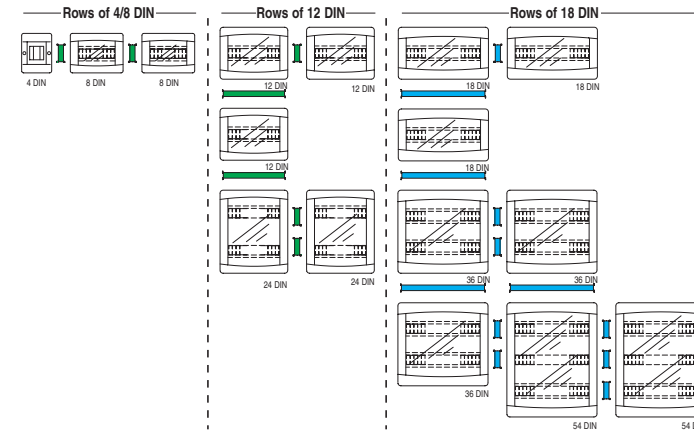 Rows of 4/8 DIN
Rows of 12 DIN
Rows of 18 DIN
4 DIN
8 DIN
8 DIN
12 DIN
12 DIN
18 DIN
18 DIN
12 DIN
18 DIN
24 DIN
24 DIN
36 DIN
36 DIN
36 DIN
54 DIN
54